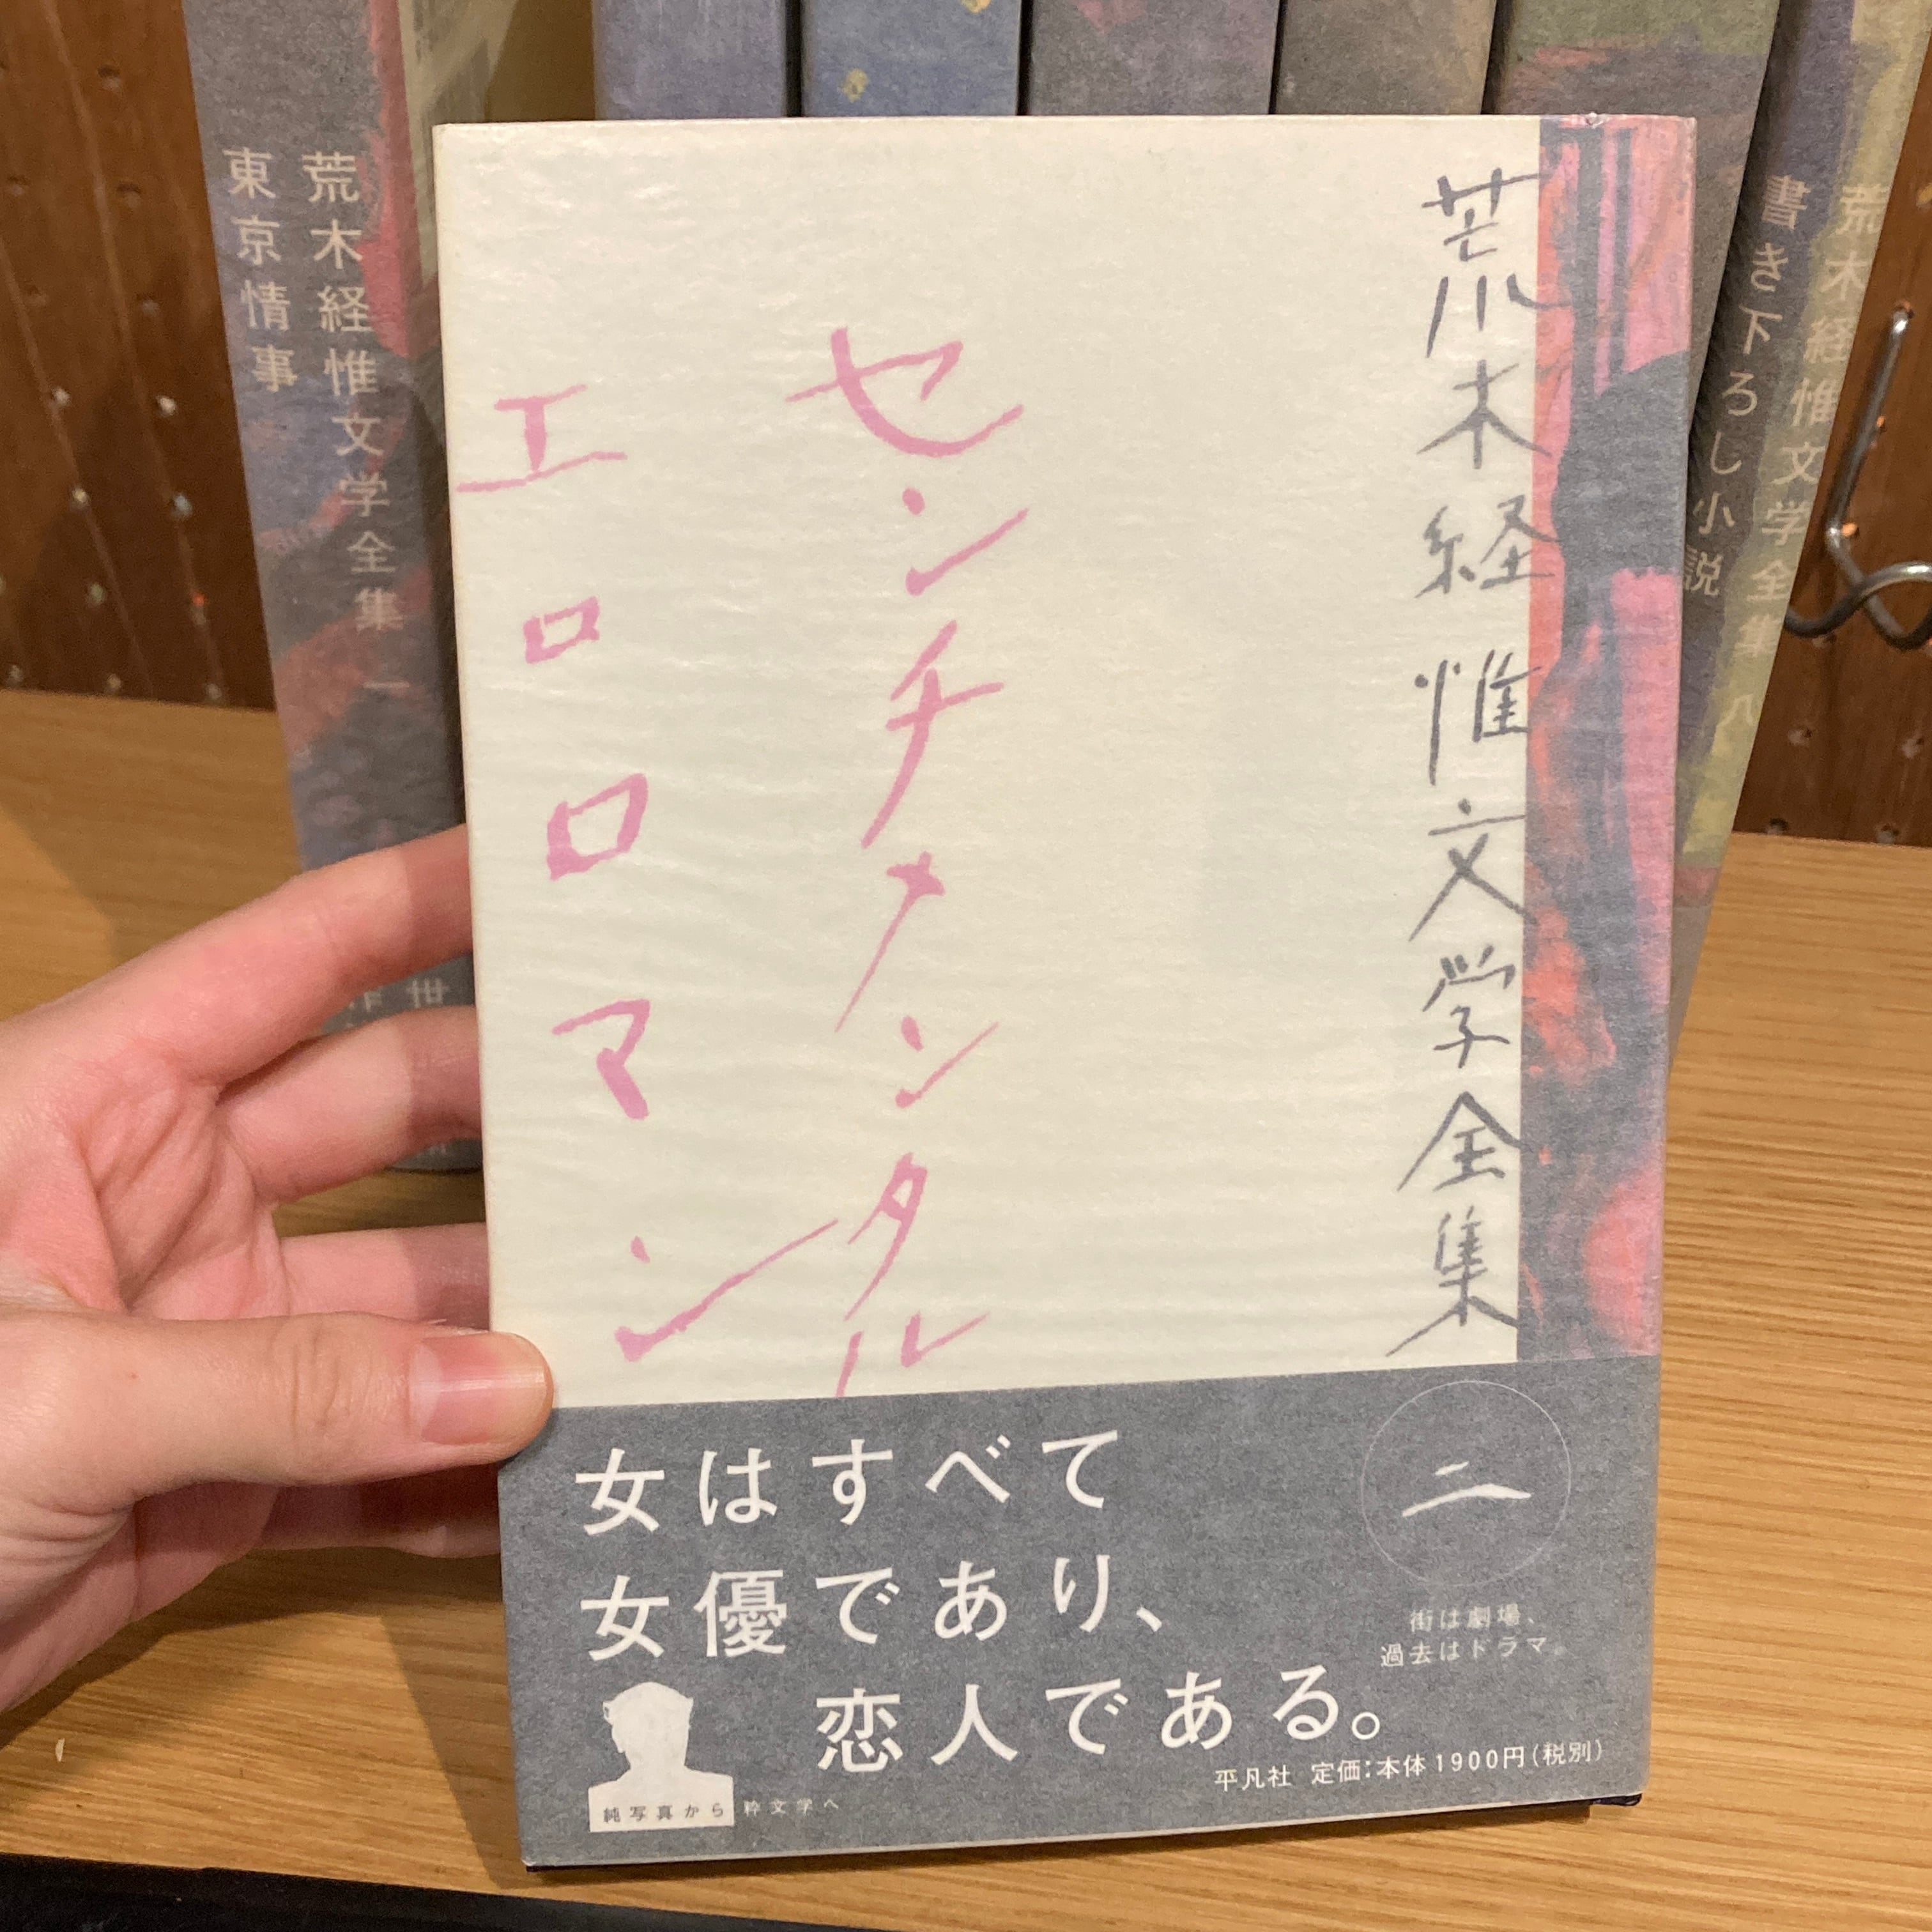 荒木経惟文学全集
センチメンタル
エロロマン
女はすべて
女優であり、
恋人である。
二
街は劇場、
過去はドラマ。
平凡社 定価:本体1900円(税別)
純写真から粋文学へ
荒木経惟文学全集 一
東京情事
荒木経惟文学全集 八
書き下ろし小説